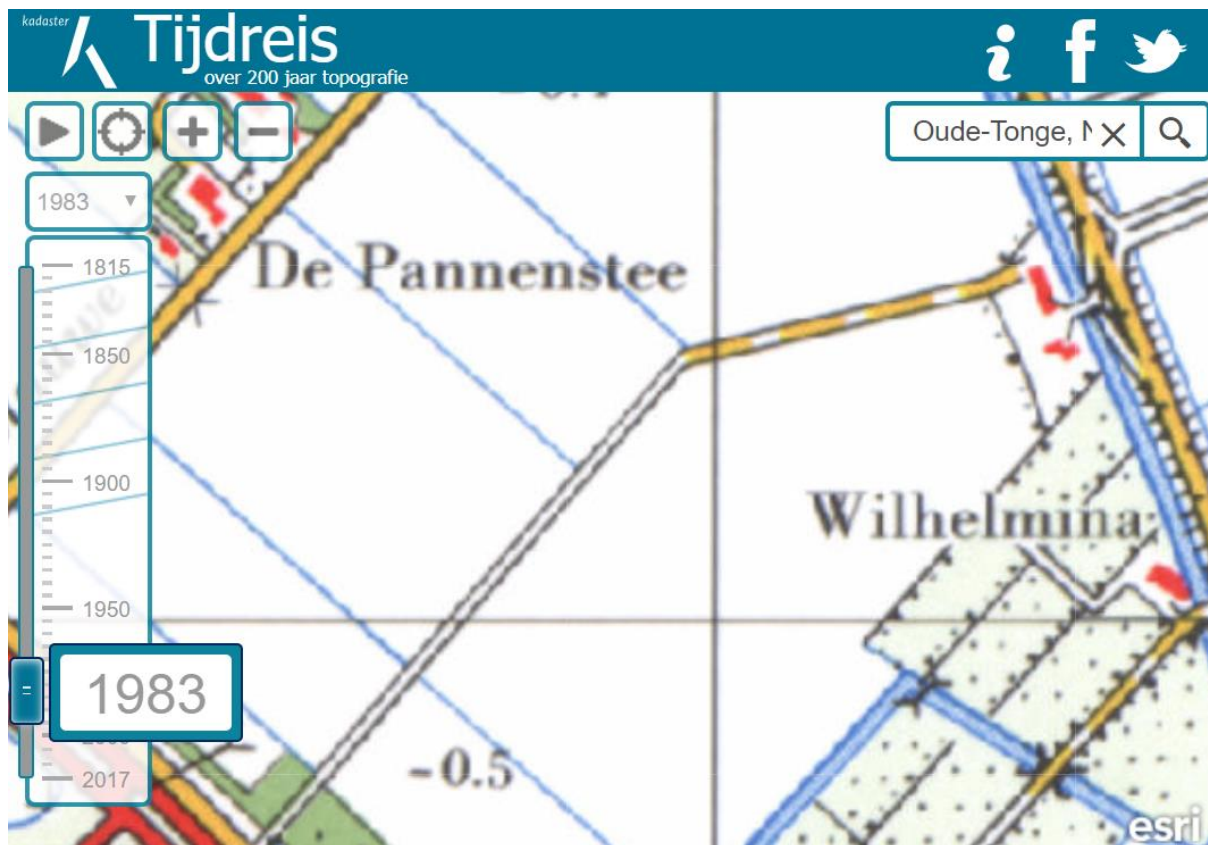 kadaster
Tijdreis
over 200 jaar topografie
Oude-Tonge, N
1983
1815
De Pannenstee
1850
1900
Wilhelmina
1950
1983
2017
-0.5
esri